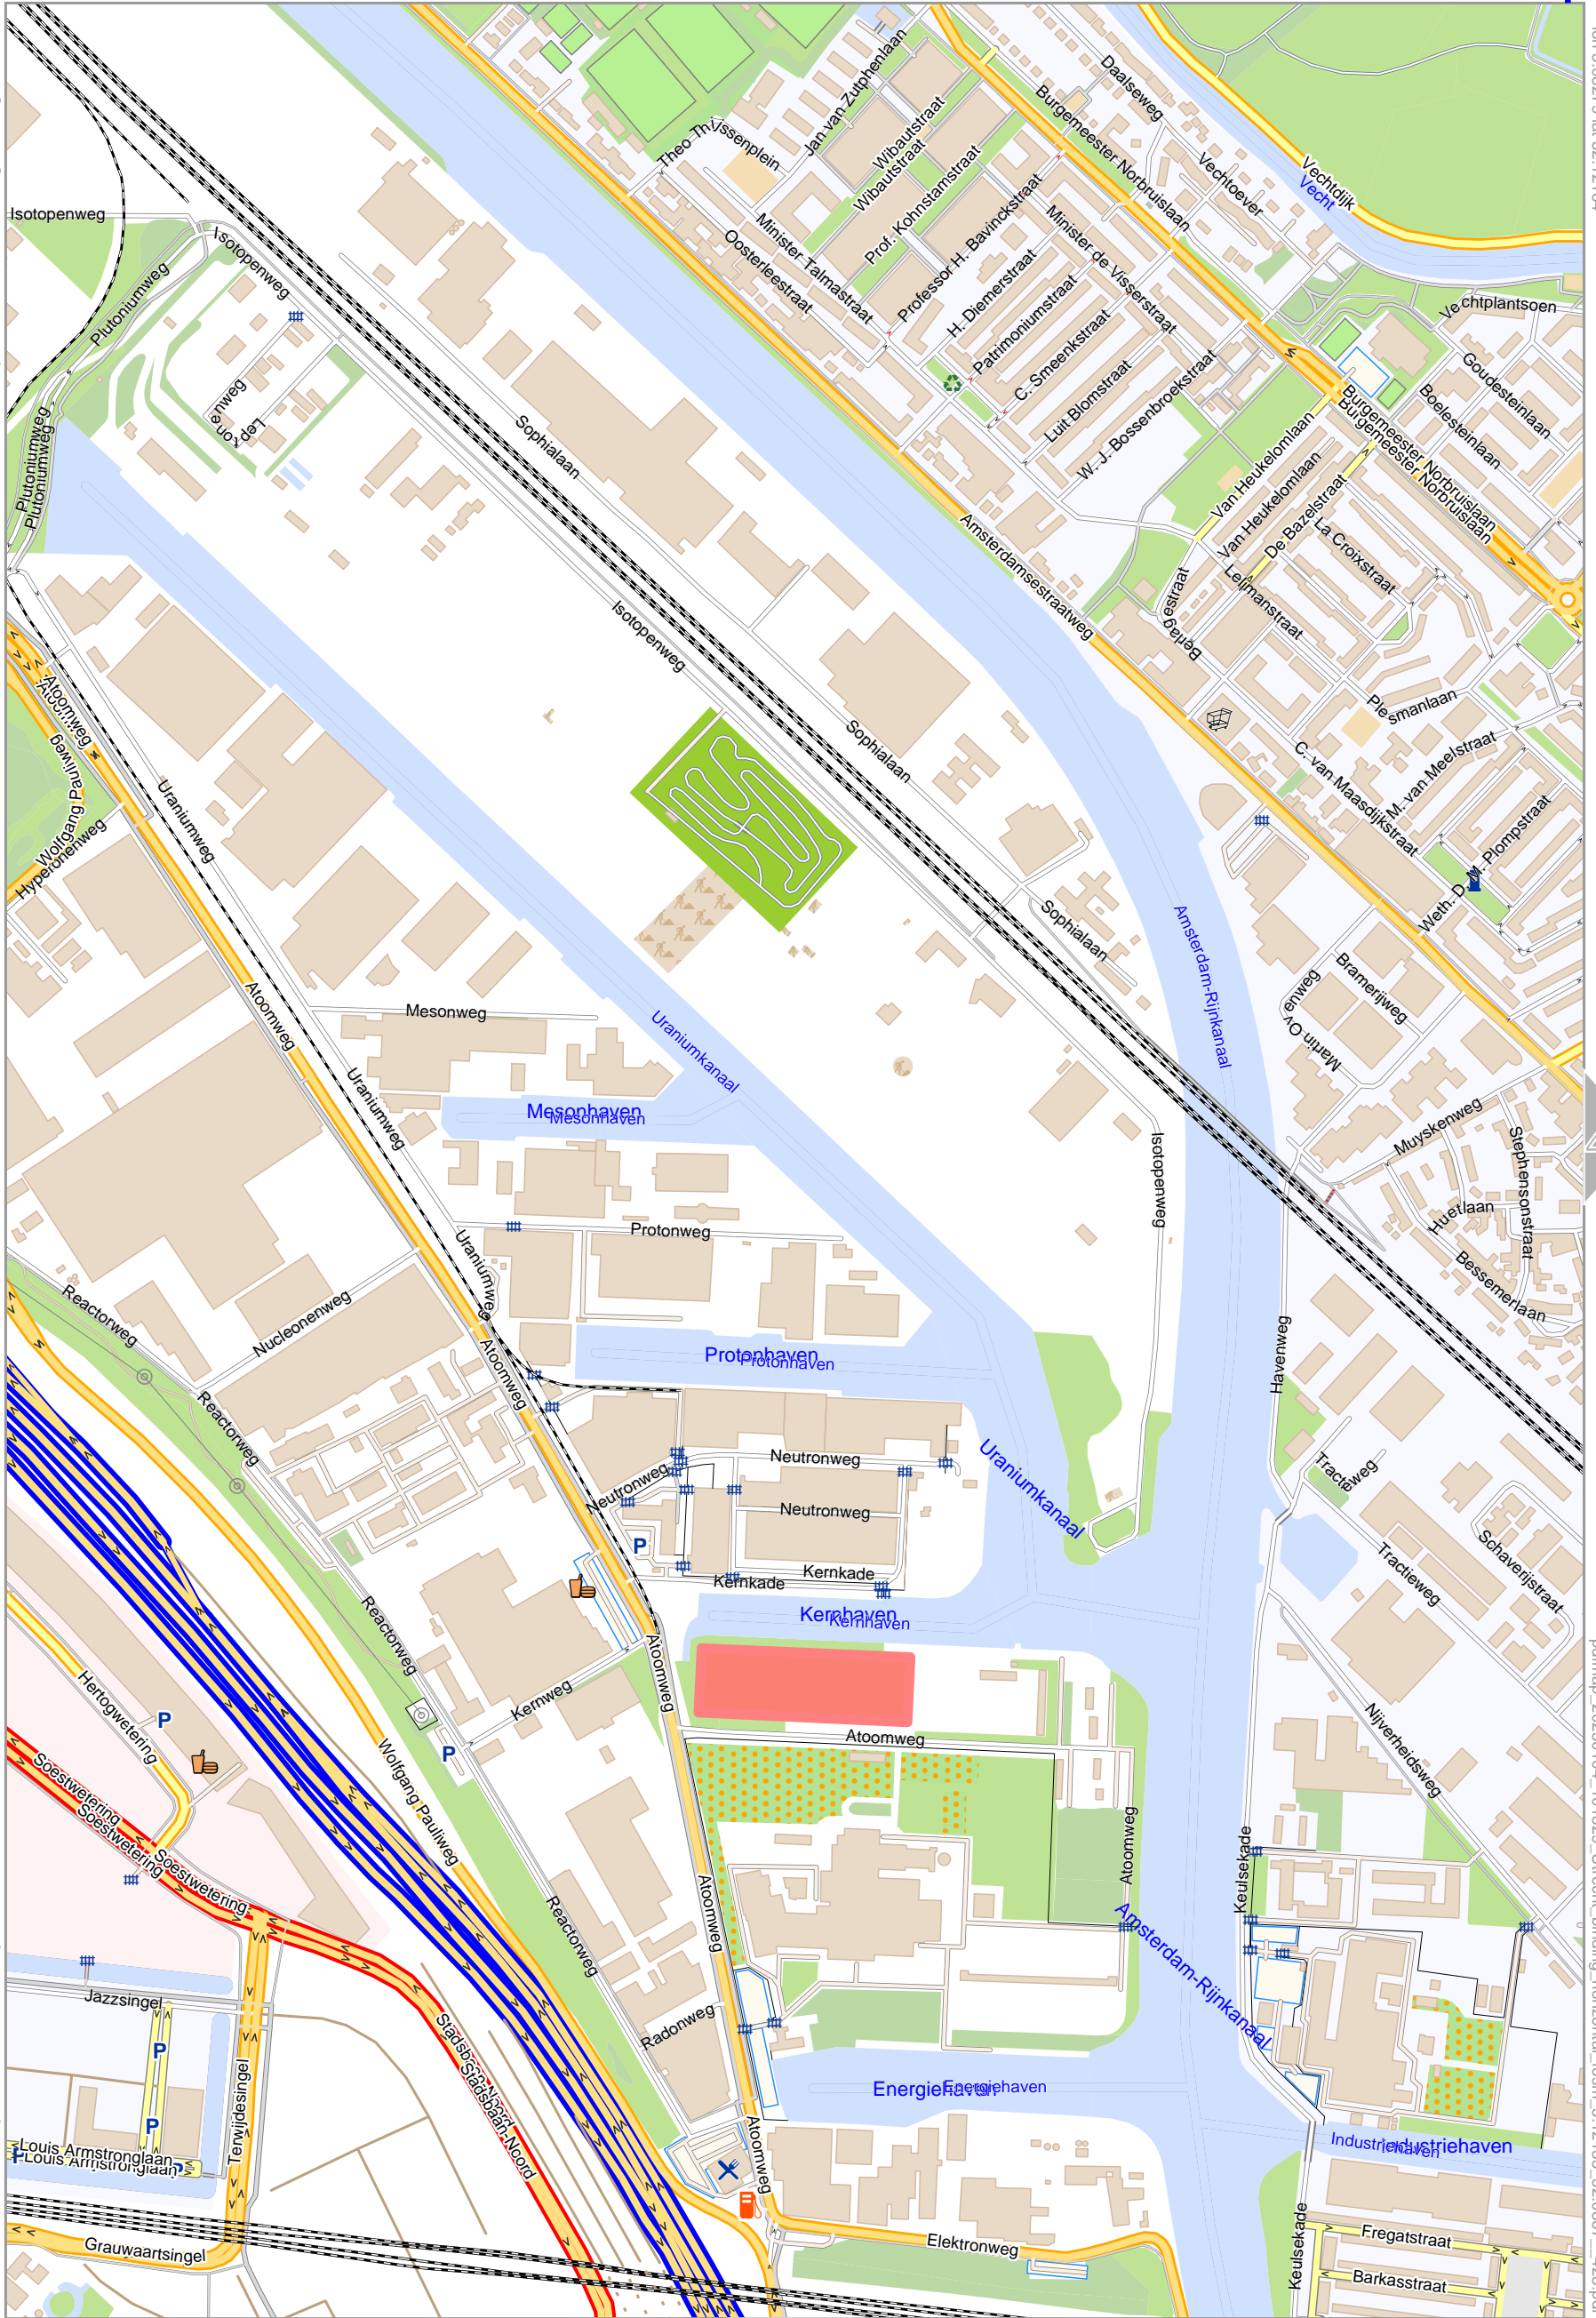 Jan van Zutphenlaan
Daalseweg
Burgemeester Norbruislaan
Wibautstraat
Wibautstraat
Theo Thijssenplein
Vechtoever
Vechtdijk
Vecht
Prof. Kohnstamstraat
Professor H. Bavinckstraat
Minister Talmastraat
Oosterleestraat
Minister de Visserstraat
H. Diemerstraat
Patrimoniumstraat
C. Smeenkstraat
Luit Blomstraat
W. J. Bossenbroekstraat
Vechtplantsoen
Goudesteinlaan
Boelesteinlaan
Burgemeester Norbruislaan
Burgemeester Norbruislaan
Van Heukelomlaan
Van Heukelomlaan
De Bazelstraat
La Croixstraat
Leijmanstraat
Berlagestraat
Isotopenweg
Isotopenweg
Plutoniumweg
Plutoniumweg
Plutoniumweg
Leptonenweg
Sophialaan
Amsterdamsestraatweg
Isotopenweg
Sophialaan
Plesmanlaan
C. van Maasdijkstraat
M. van Meelstraat
Weth. D. M. Plompstraat
Atoomweg
Atoomweg
Wolfgang Pauliweg
Hyperonenweg
Uraniumweg
Atoomweg
Sophialaan
Amsterdam-Rijnkanaal
Bramerijweg
Martin Ovenweg
Mesonweg
Uraniumkanaal
Uraniumweg
Mesonhaven
Mesonhaven
Muyskenweg
Stephensonstraat
Huetlaan
Bessemerlaan
Isotopenweg
Protonweg
Uraniumweg
Reactorweg
Nucleonenweg
Atoomweg
Protonhaven
Protonhaven
Havenweg
Reactorweg
Neutronweg
Neutronweg
Neutronweg
Uraniumkanaal
Tractieweg
Tractieweg
Schaverijstraat
P
Kernkade
Kernkade
Kernhaven
Kernhaven
Reactorweg
Atoomweg
Kernweg
Hertogwetering
P
P
Atoomweg
Nijverheidsweg
Soestwetering
Soestwetering
Soestwetering
Wolfgang Pauliweg
Atoomweg
Keulsekade
Atoomweg
Reactorweg
Amsterdam-Rijnkanaal
Jazzsingel
P
Radonweg
Stadsbaan-Noord
Stadsbaan-Noord
Terwijdesingel
Energiehaven
Energiehaven
P
Louis Armstronglaan
Louis Armstronglaan
P
P
Atoomweg
Industriehaven
Industriehaven
Grauwaartsingel
Elektronweg
Keulsekade
Fregatstraat
Barkasstraat